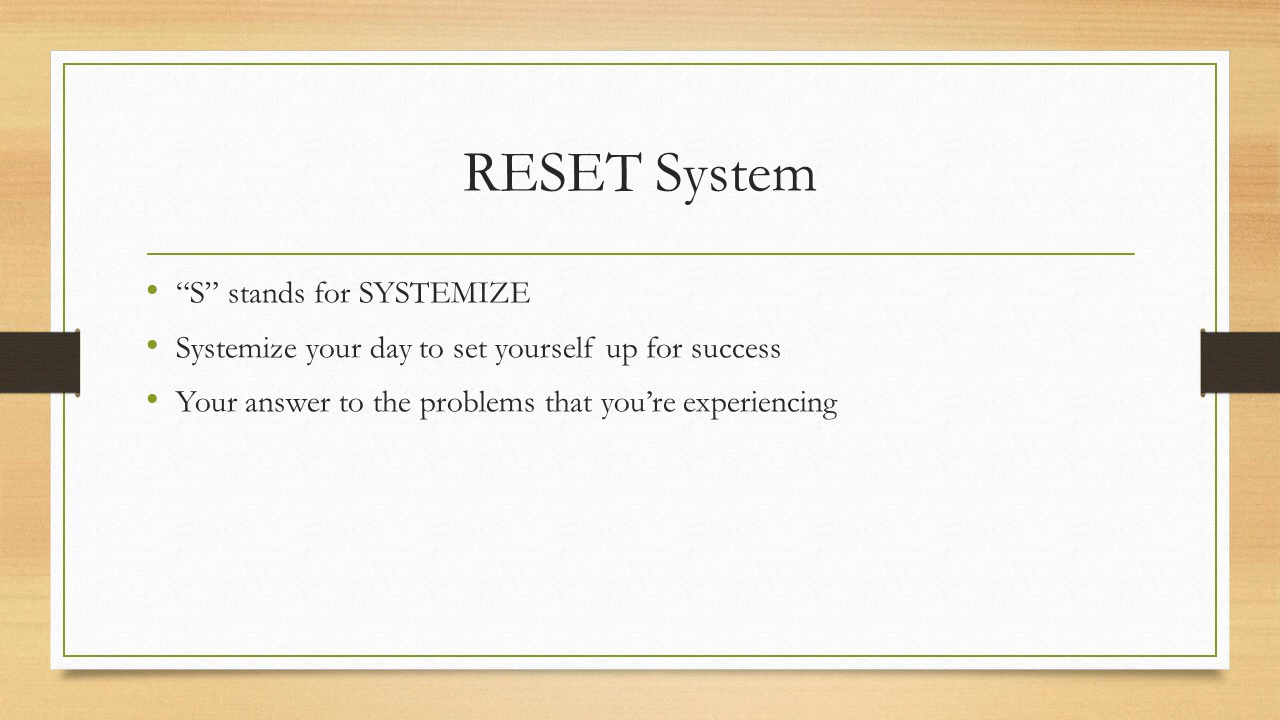 RESET System
• “S” stands for SYSTEMIZE
• Systemize your day to set yourself up for success
• Your answer to the problems that you’re experiencing